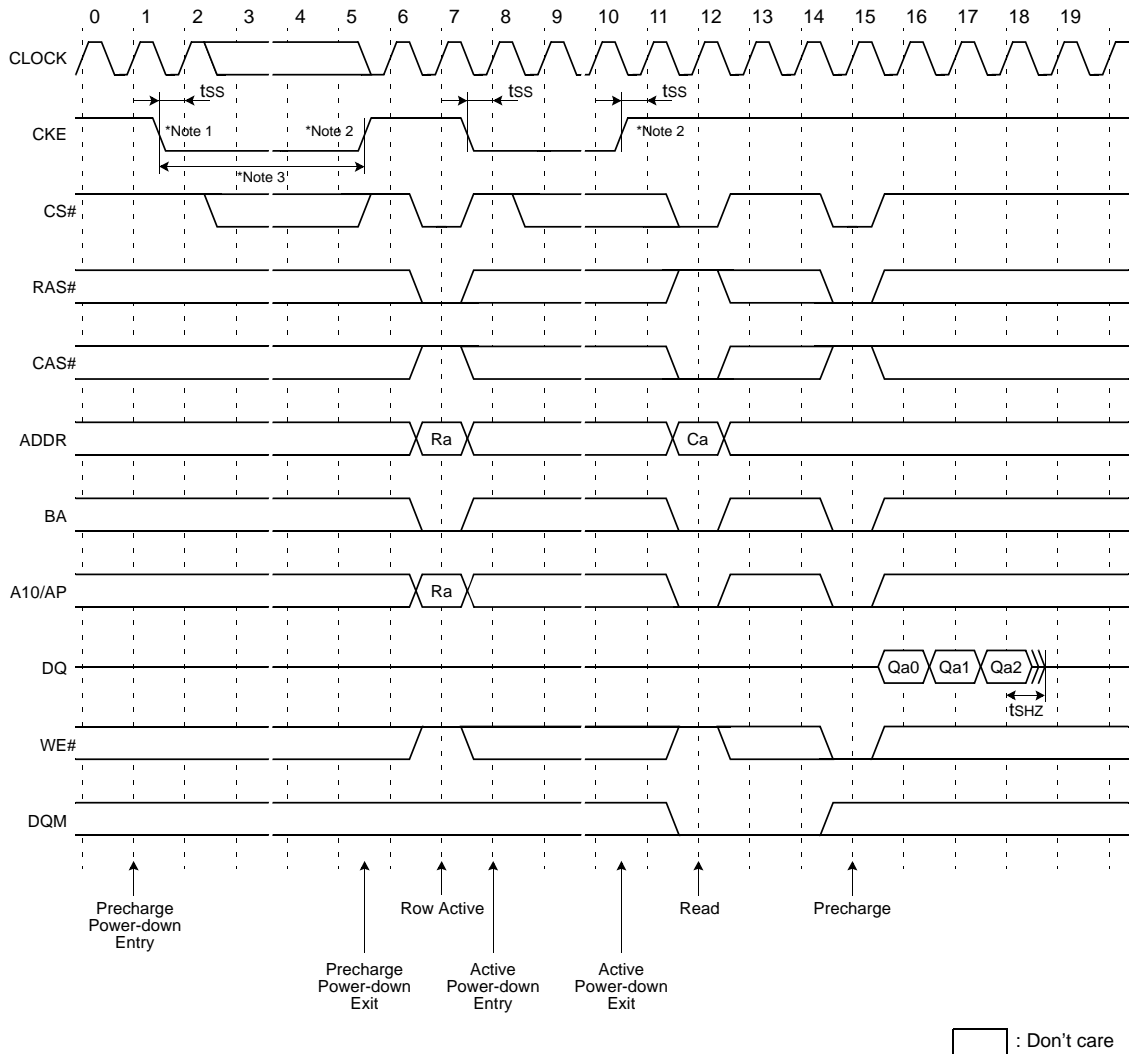 0 1 2 3 4 5 6 7 8 9 10 11 12 13 14 15 16 17 18 19
CLOCK
tSS tSS tSS
CKE *Note 1 *Note 2 *Note 2
*Note 3
CS#
RAS#
CAS#
ADDR Ra Ca
BA
A10/AP Ra
DQ Qa0 Qa1 Qa2
tSHZ
WE#
DQM
Precharge
Power-down
Entry
Precharge
Power-down
Exit
Row Active
Active
Power-down
Entry
Active
Power-down
Exit
Read
Precharge
: Don't care